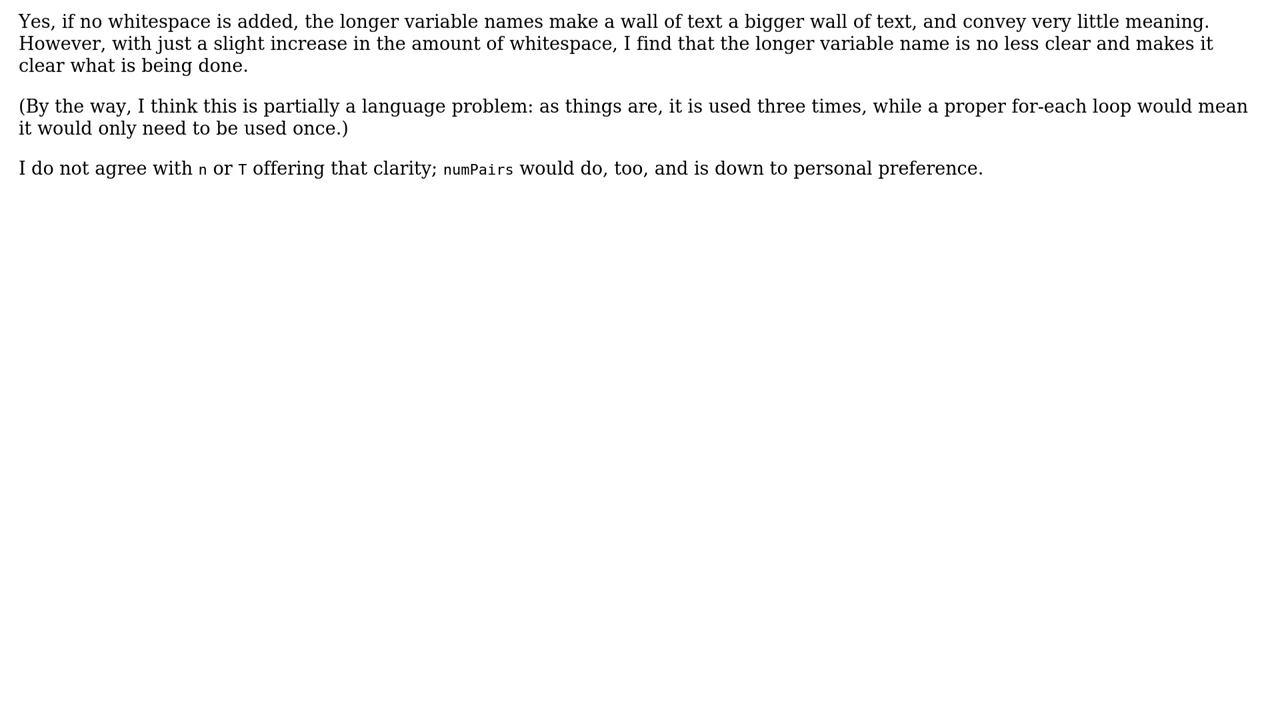 Yes, if no whitespace is added, the longer variable names make a wall of text a bigger wall of text, and convey very little meaning.
However, with just a slight increase in the amount of whitespace, I find that the longer variable name is no less clear and makes it
clear what is being done.
(By the way, I think this is partially a language problem: as things are, it is used three times, while a proper for-each loop would mean
it would only need to be used once.)
I do not agree with n or T offering that clarity; numPairs would do, too, and is down to personal preference.